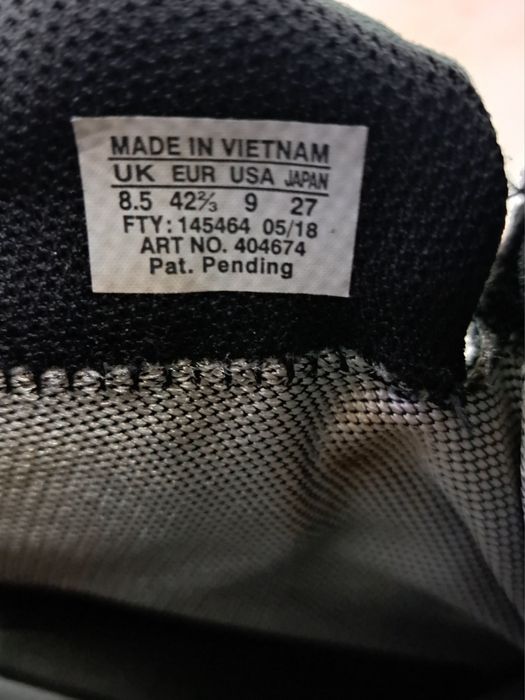 MADE IN VIETNAM
UK EUR USA JAPAN
8.5 42⅔ 9 27
FTY: 145464 05/18
ART NO. 404674
Pat. Pending